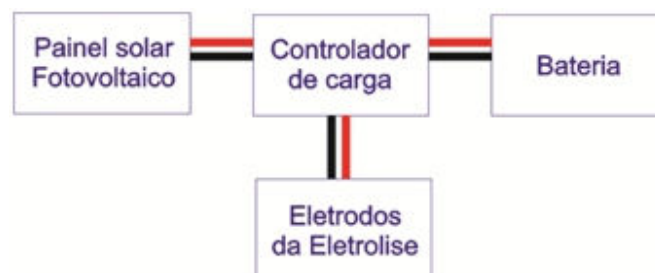 Painel solar
Fotovoltaico
Controlador
de carga
Bateria
Eletrodos
da Eletrolise